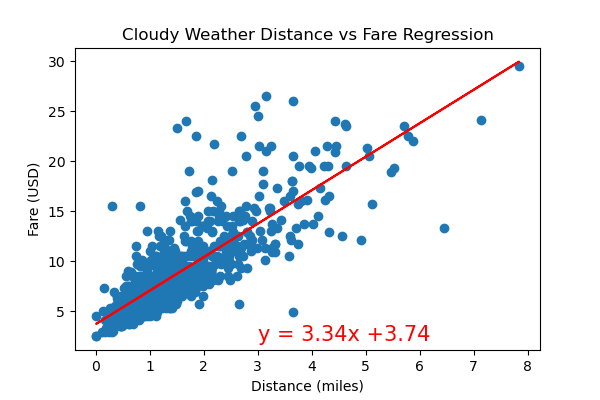 Cloudy Weather Distance vs Fare Regression
Fare (USD)
30
25
20
15
10
5
y = 3.34x +3.74
0 1 2 3 4 5 6 7 8
Distance (miles)